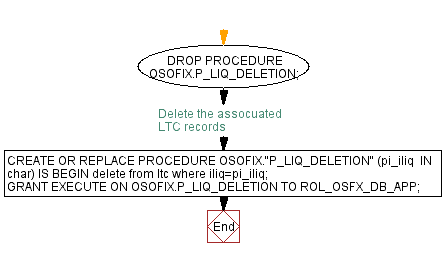 DROP PROCEDURE
OSOFIX.P_LIQ_DELETION;
Delete the assocuated
LTC records
CREATE OR REPLACE PROCEDURE OSOFIX."P_LIQ_DELETION" (pi_iliq IN
char) IS BEGIN delete from ltc where iliq=pi_iliq;
GRANT EXECUTE ON OSOFIX.P_LIQ_DELETION TO ROL_OSFX_DB_APP;
End